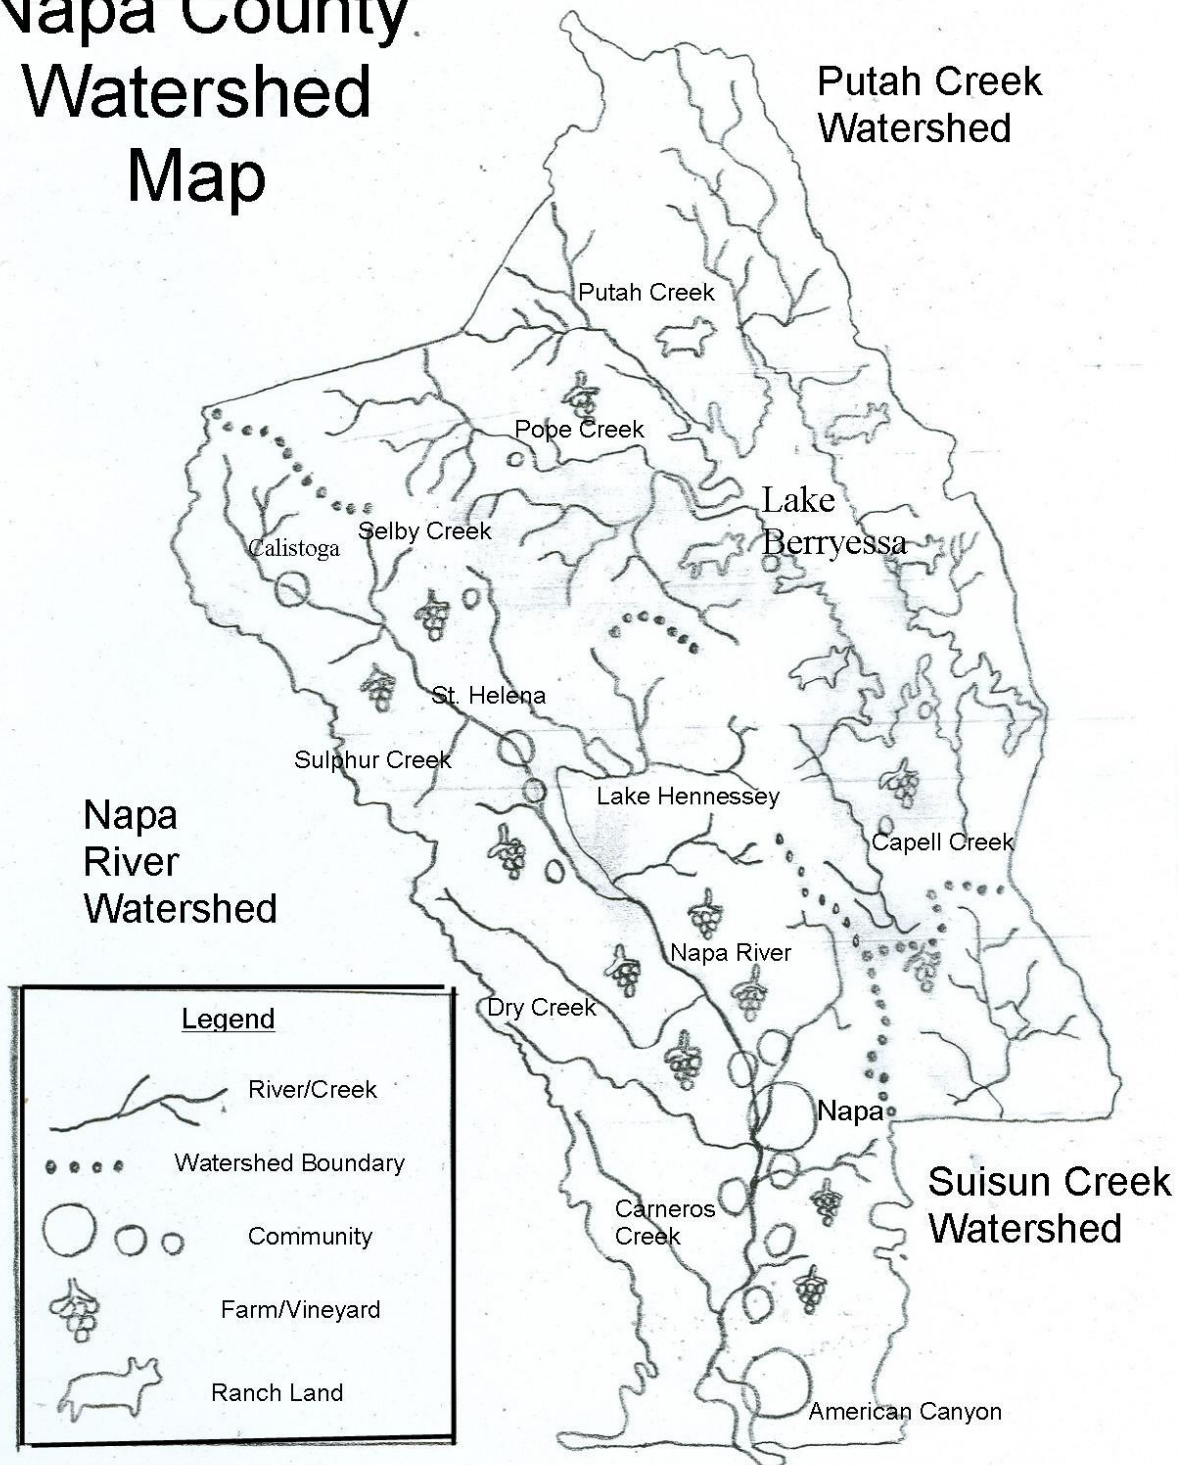 Napa County
Watershed
Map
Putah Creek
Watershed
Putah Creek
Pope Creek
Lake
Berryessa
Selby Creek
Calistoga
St. Helena
Sulphur Creek
Lake Hennessey
Napa
River
Watershed
Capell Creek
Napa River
Dry Creek
Legend
River/Creek
Watershed Boundary
Community
Farm/Vineyard
Ranch Land
Napa
Suisun Creek
Watershed
Carneros
Creek
American Canyon